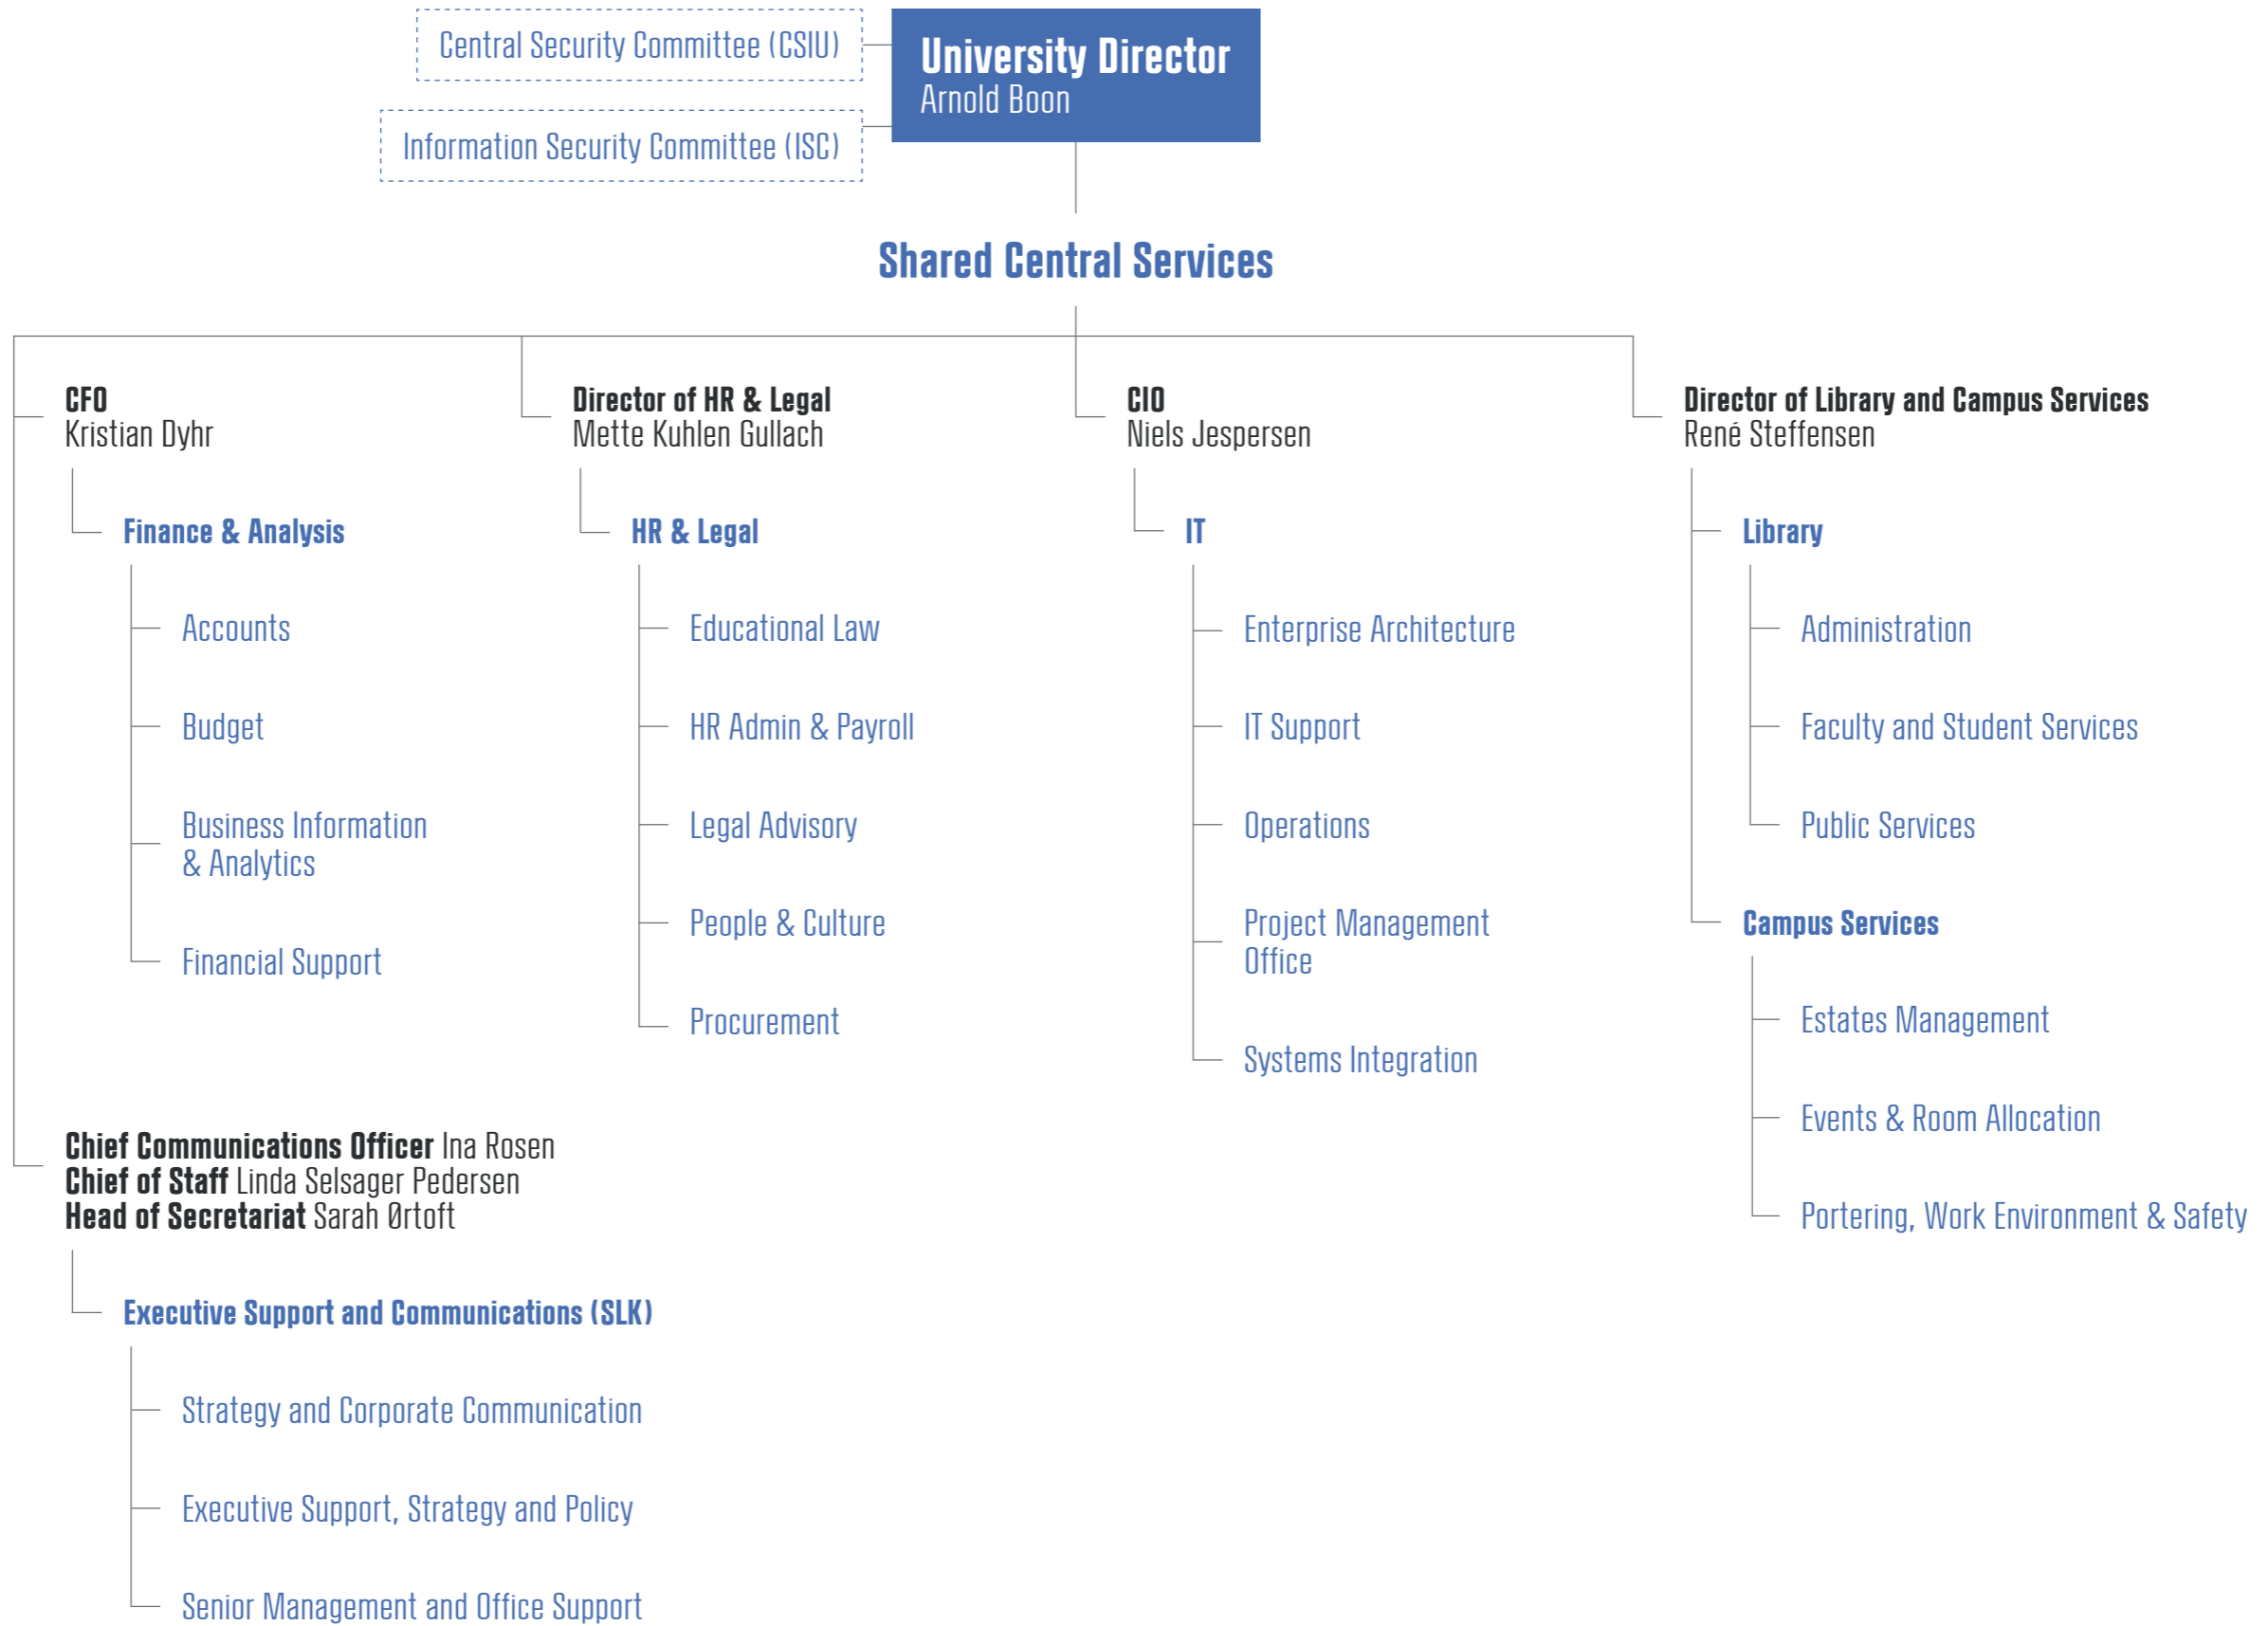 Central Security Committee (CSIU)
University Director
Arnold Boon
Information Security Committee (ISC)
Shared Central Services
CFO
Kristian Dyhr
Finance & Analysis
Accounts
Budget
Business Information
& Analytics
Financial Support
Director of HR & Legal
Mette Kuhlen Gullach
HR & Legal
Educational Law
HR Admin & Payroll
Legal Advisory
People & Culture
Procurement
CIO
Niels Jespersen
IT
Enterprise Architecture
IT Support
Operations
Project Management
Office
Systems Integration
Director of Library and Campus Services
René Steffensen
Library
Administration
Faculty and Student Services
Public Services
Campus Services
Estates Management
Events & Room Allocation
Portering, Work Environment & Safety
Chief Communications Officer Ina Rosen
Chief of Staff Linda Selsager Pedersen
Head of Secretariat Sarah Ørtoft
Executive Support and Communications (SLK)
Strategy and Corporate Communication
Executive Support, Strategy and Policy
Senior Management and Office Support